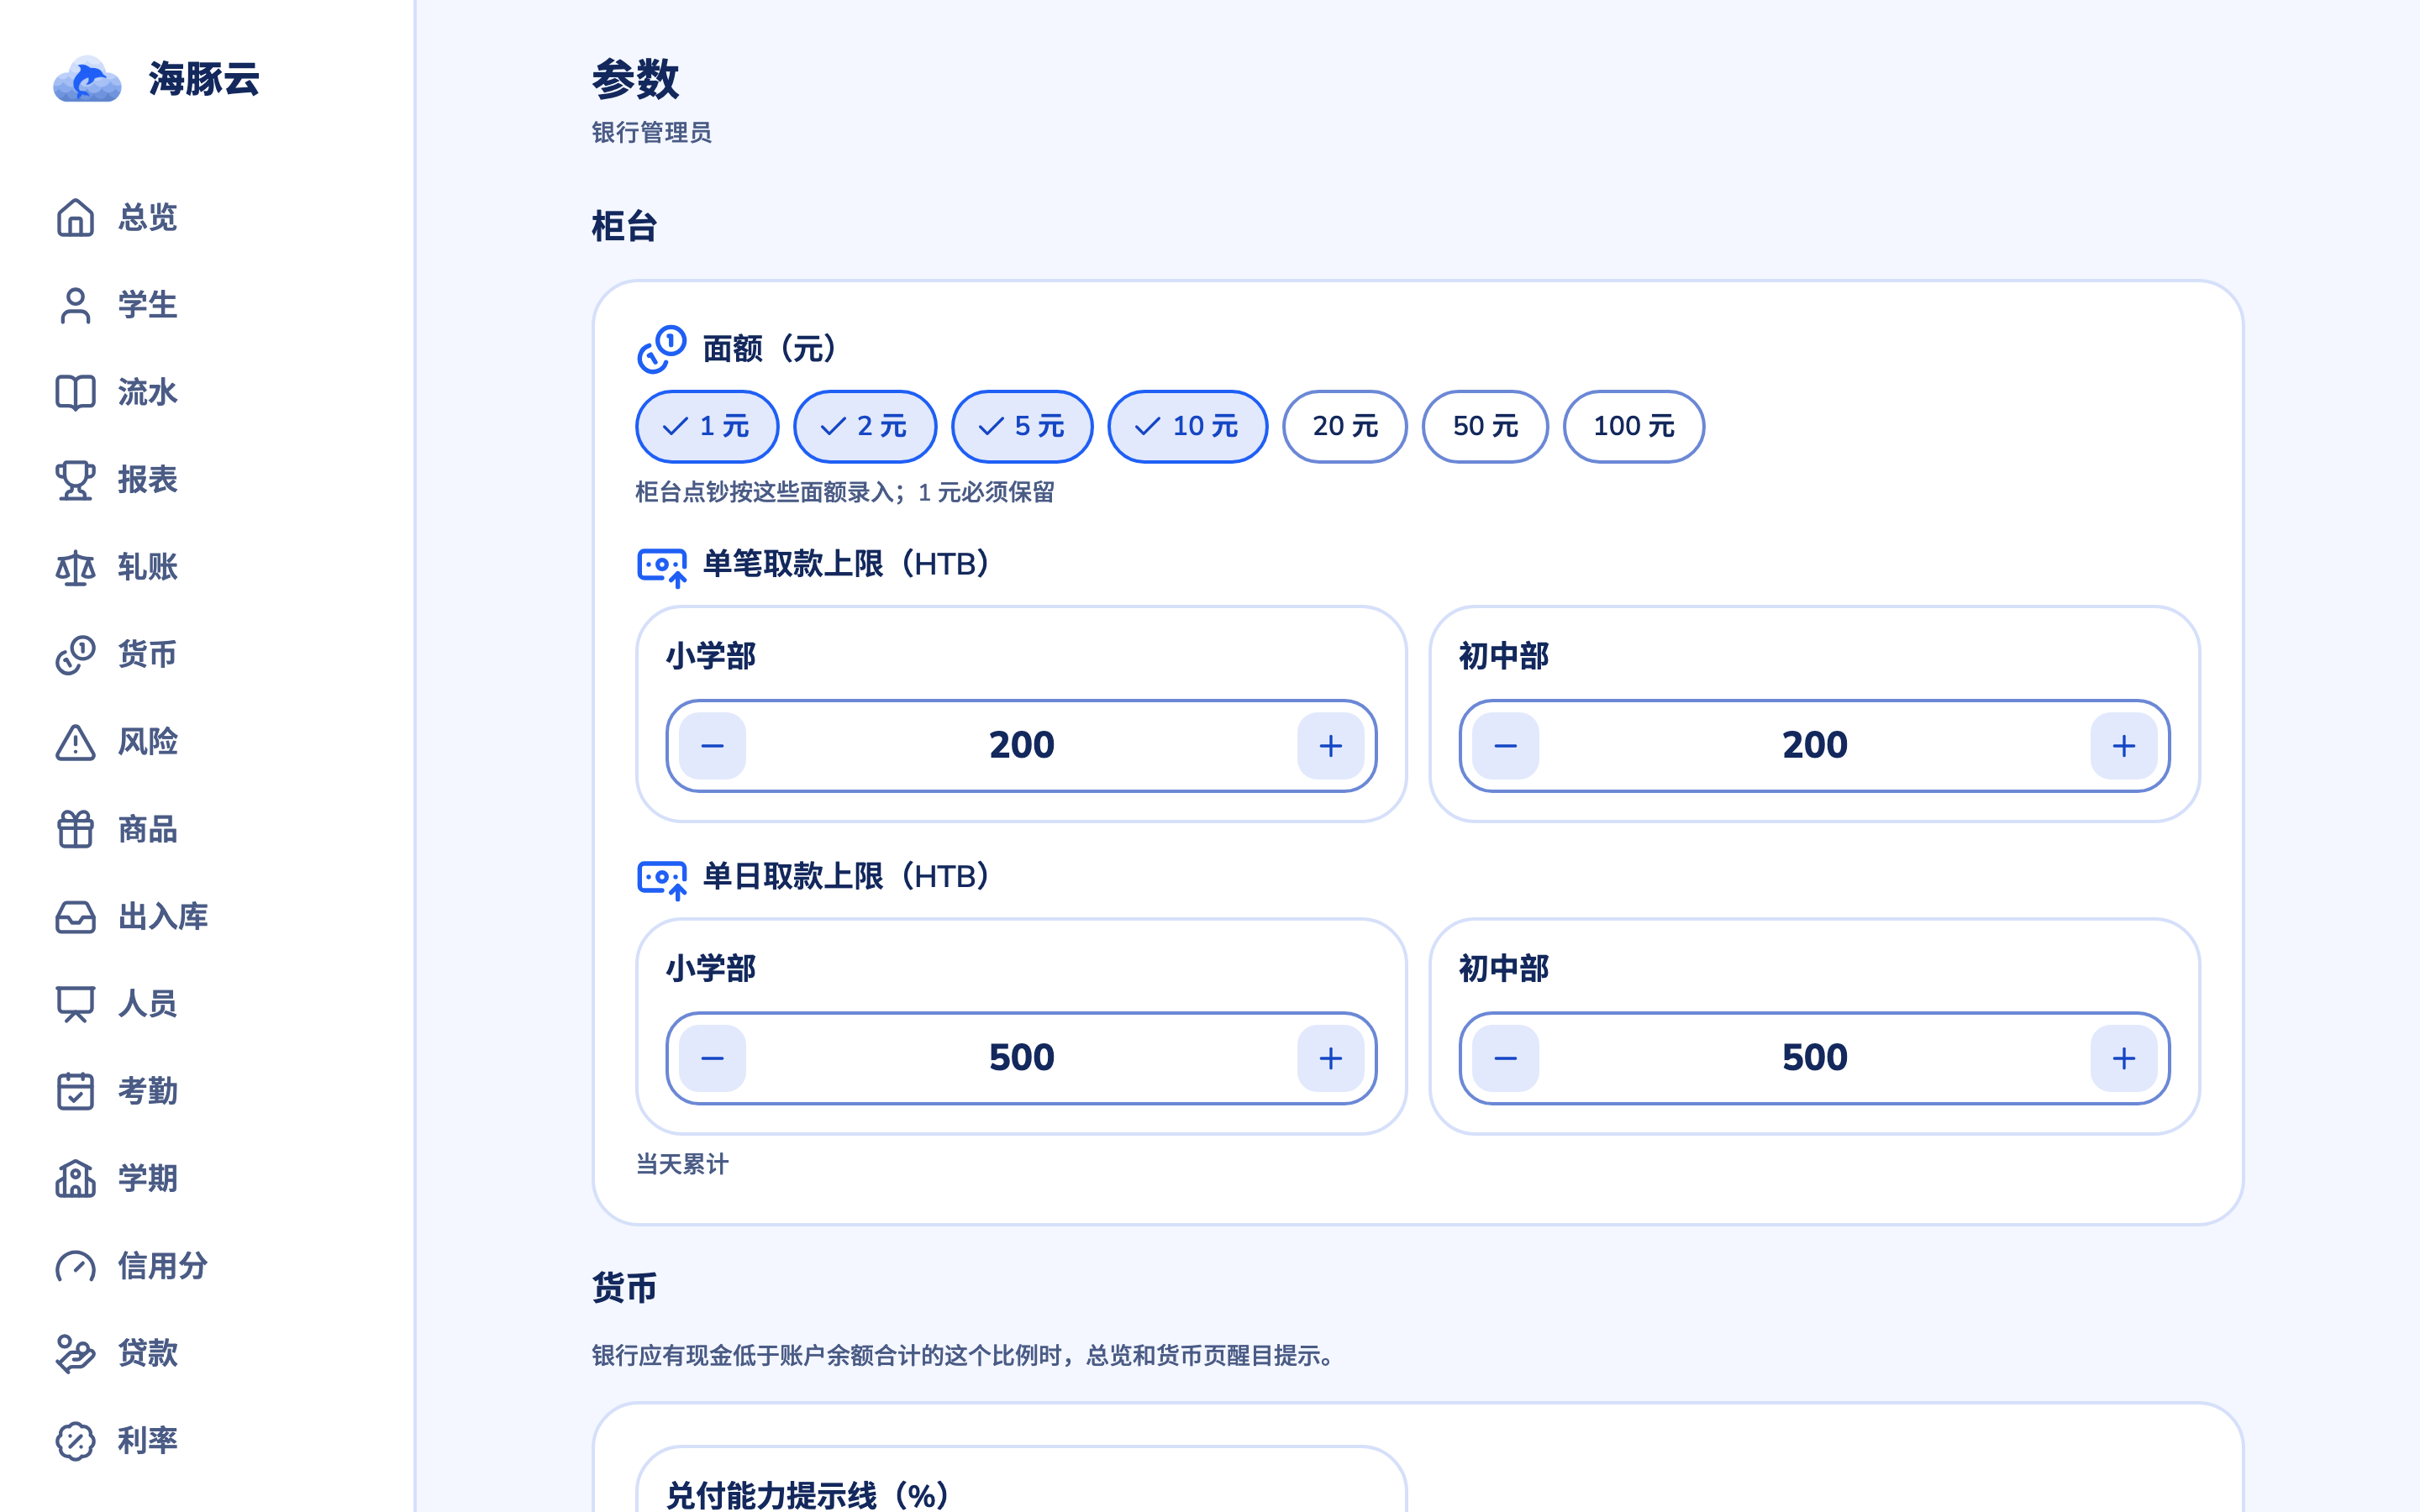 海豚云
总览
学生
流水
报表
轧账
货币
风险
商品
出入库
人员
考勤
学期
信用分
贷款
利率
参数
银行管理员
柜台
面额（元）
1 元
2 元
5 元
10 元
20 元
50 元
100 元
柜台点钞按这些面额录入；1 元必须保留
单笔取款上限（HTB）
小学部
初中部
200
200
单日取款上限（HTB）
小学部
初中部
500
500
当天累计
货币
银行应有现金低于账户余额合计的这个比例时，总览和货币页醒目提示。
兑付能力提示线（%）